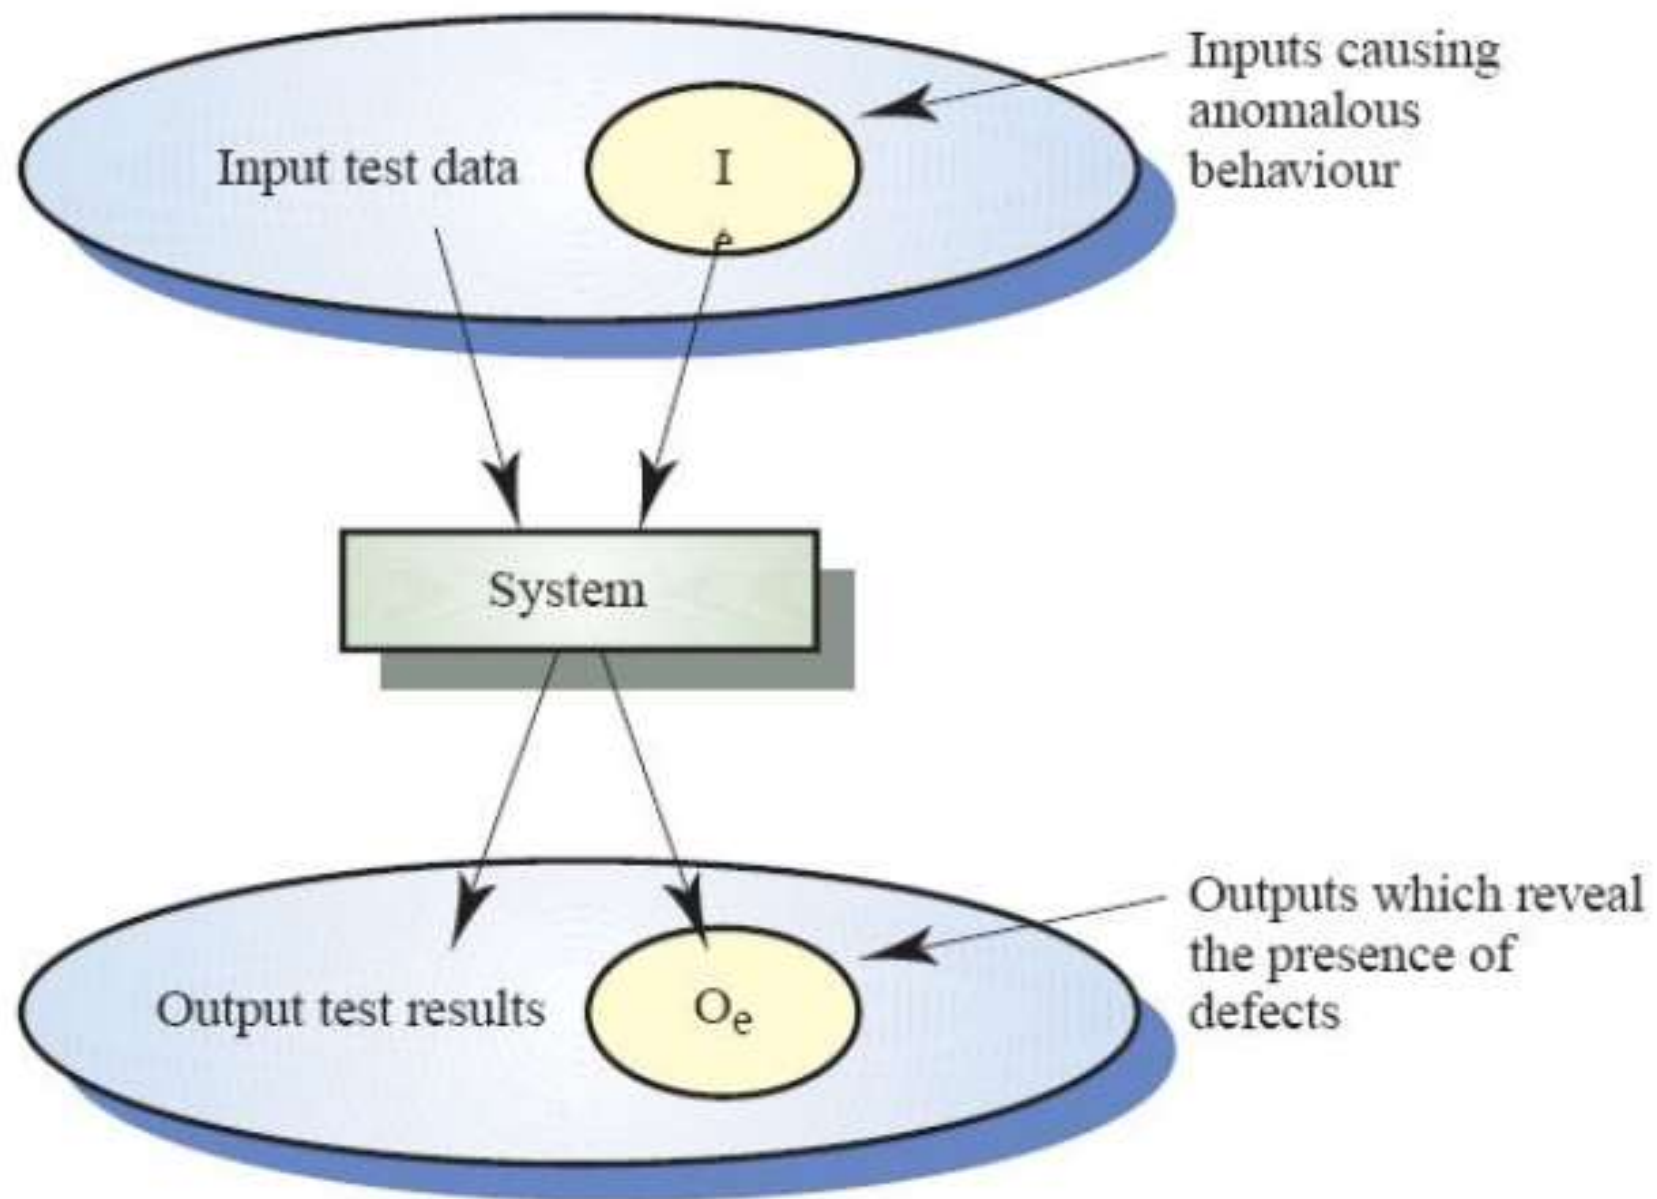 Inputs causing
anomalous
behaviour
Input test data
I
e
System
Outputs which reveal
the presence of
defects
Output test results
Oe